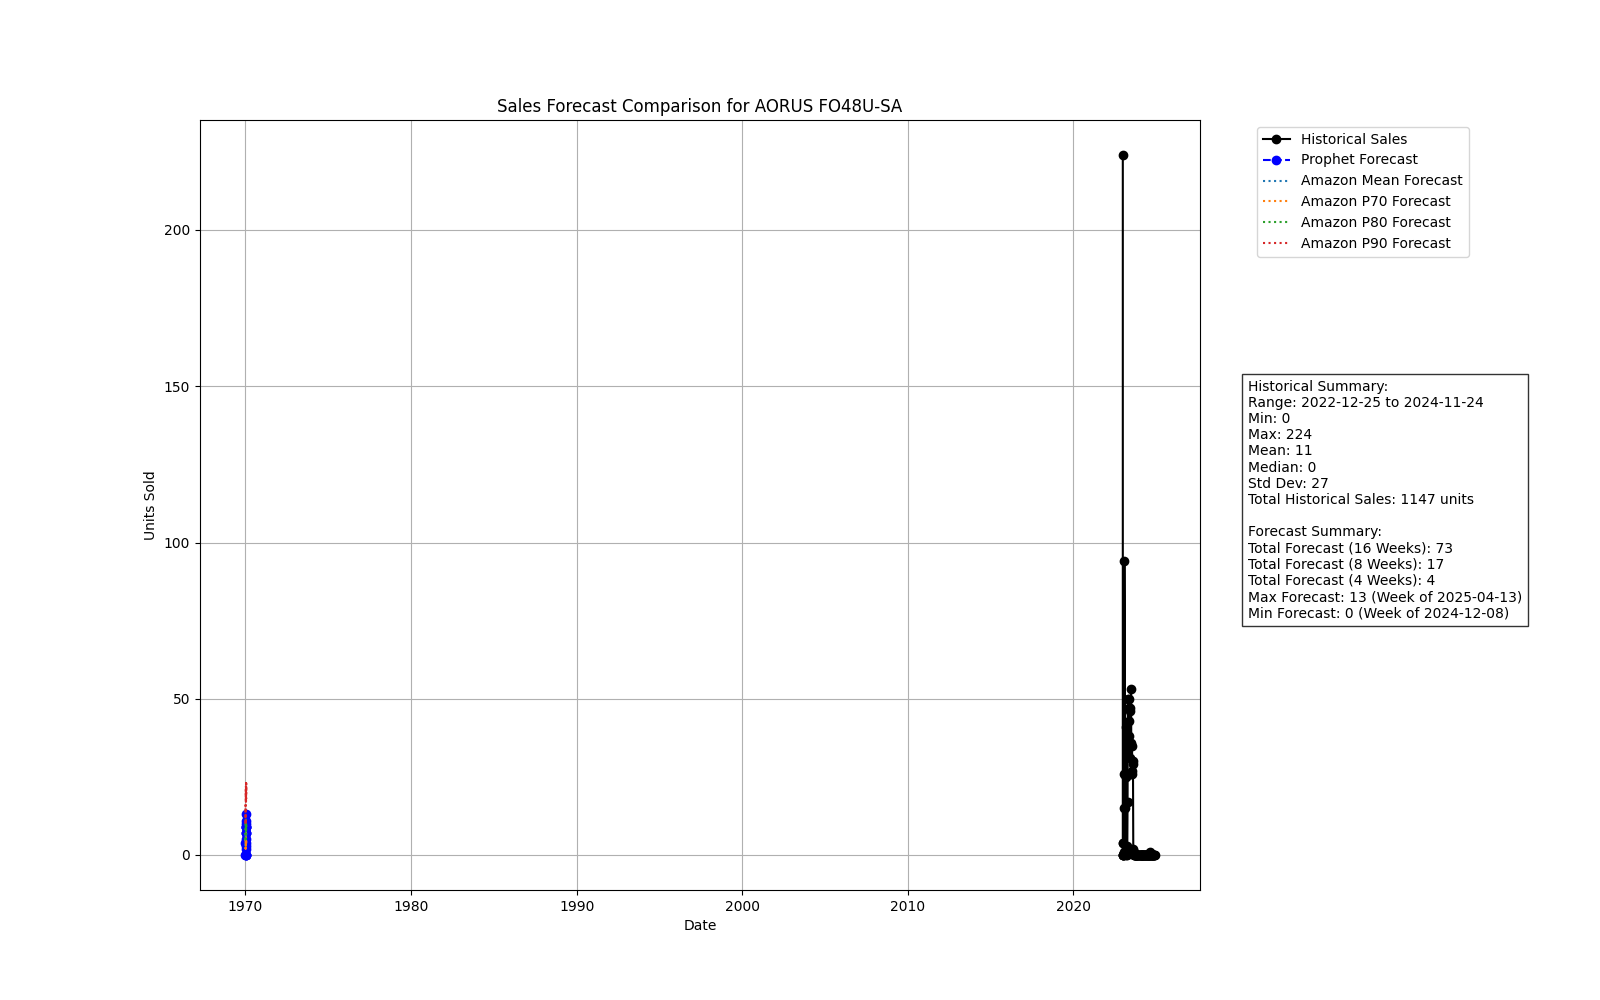 Sales Forecast Comparison for AORUS FO48U-SA
Units Sold
200
150
100
50
0
1970
1980
1990
2000
2010
2020
Date
Historical Sales
Prophet Forecast
Amazon Mean Forecast
Amazon P70 Forecast
Amazon P80 Forecast
Amazon P90 Forecast
Historical Summary:
Range: 2022-12-25 to 2024-11-24
Min: 0
Max: 224
Mean: 11
Median: 0
Std Dev: 27
Total Historical Sales: 1147 units
Forecast Summary:
Total Forecast (16 Weeks): 73
Total Forecast (8 Weeks): 17
Total Forecast (4 Weeks): 4
Max Forecast: 13 (Week of 2025-04-13)
Min Forecast: 0 (Week of 2024-12-08)